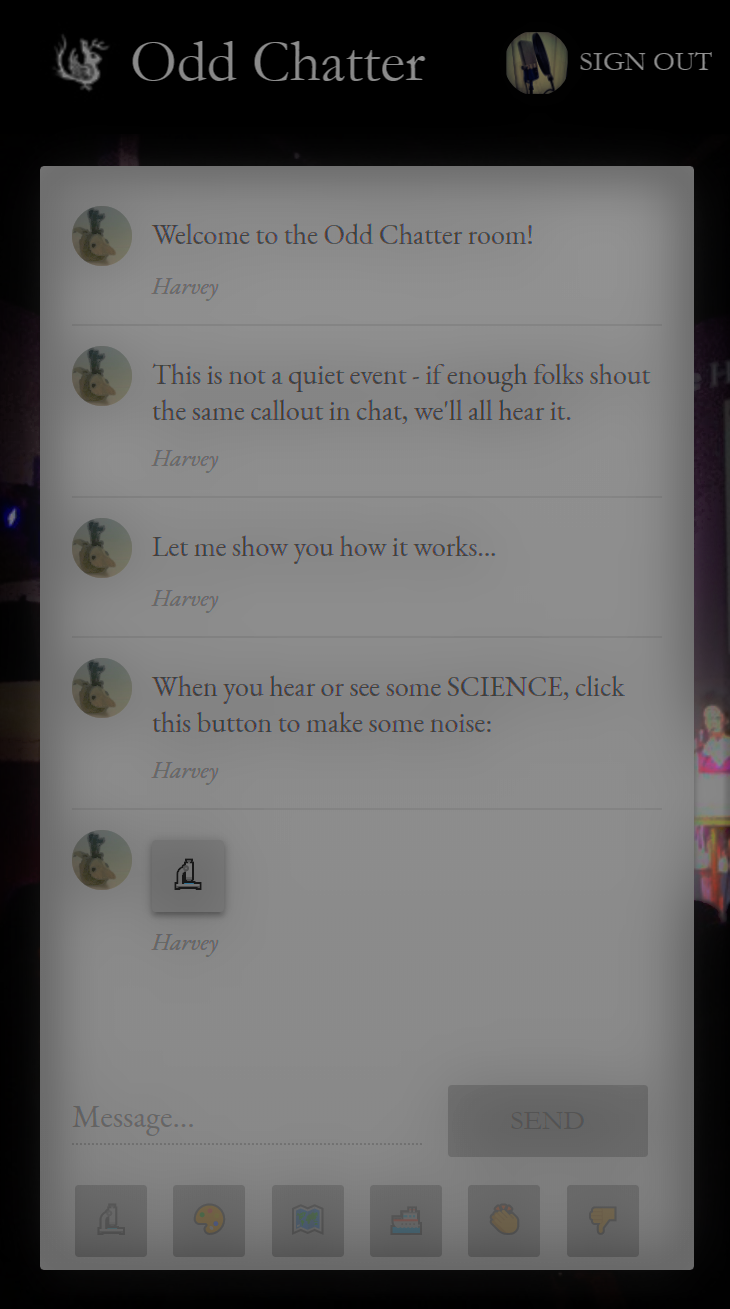 Odd Chatter
SIGN OUT
Welcome to the Odd Chatter room!
Harvey
This is not a quiet event - if enough folks shout
the same callout in chat, we'll all hear it.
Harvey
Let me show you how it works...
Harvey
When you hear or see some SCIENCE, click
this button to make some noise:
Harvey
Harvey
Message...
SEND